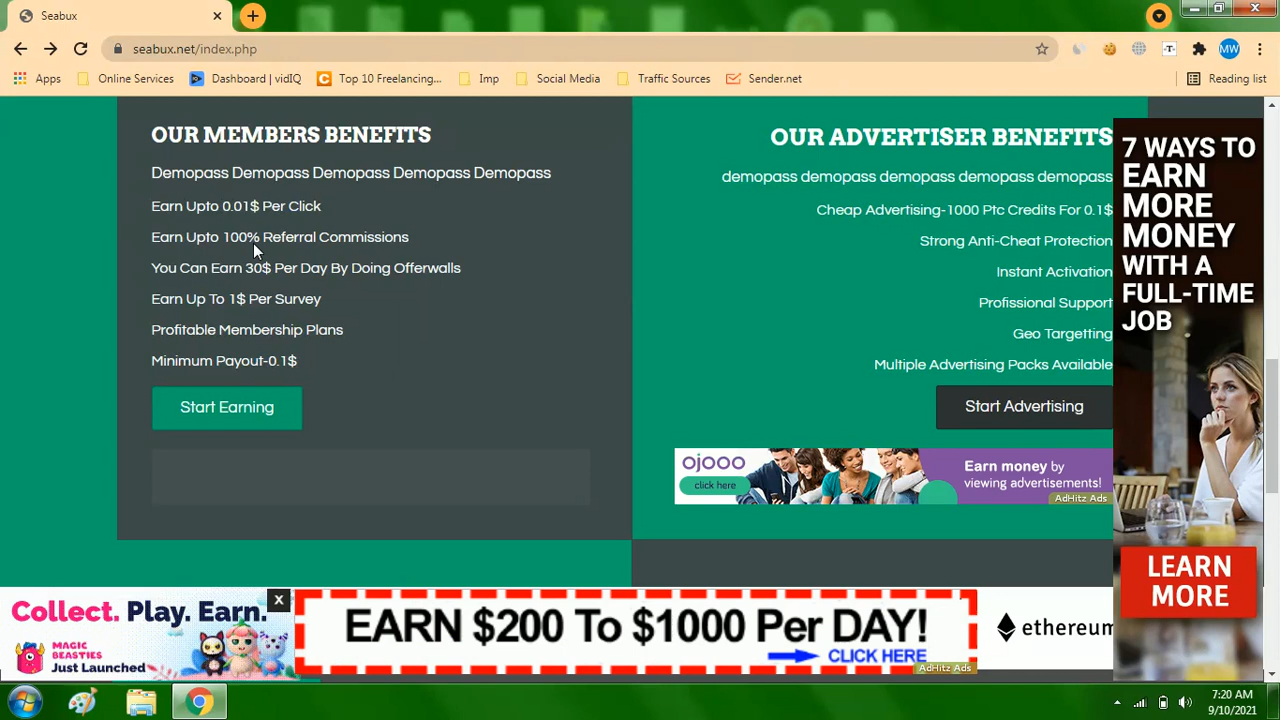 Seabux
seabux.net/index.php
MW
Apps
Online Services
Dashboard | vidIQ
Top 10 Freelancing...
Imp
Social Media
Traffic Sources
Sender.net
Reading list
OUR MEMBERS BENEFITS
Demopass Demopass Demopass Demopass Demopass
Earn Upto 0.01$ Per Click
Earn Upto 100% Referral Commissions
You Can Earn 30$ Per Day By Doing Offerwalls
Earn Up To 1$ Per Survey
Profitable Membership Plans
Minimum Payout-0.1$
Start Earning
OUR ADVERTISER BENEFITS
demopass demopass demopass demopass demopass
Cheap Advertising-1000 Ptc Credits For 0.1$
Strong Anti-Cheat Protection
Instant Activation
Profissional Support
Geo Targetting
Multiple Advertising Packs Available
Start Advertising
ojooo
click here
Earn money by
viewing advertisements!
AdHitz Ads
7 WAYS TO
EARN
MORE
MONEY
WITH A
FULL-TIME
JOB
LEARN
MORE
Collect. Play. Earn.
MAGIC
BEASTIES
Just Launched
X
EARN $200 To $1000 Per DAY!
CLICK HERE
AdHitz Ads
ethereum
7:20 AM
9/10/2021